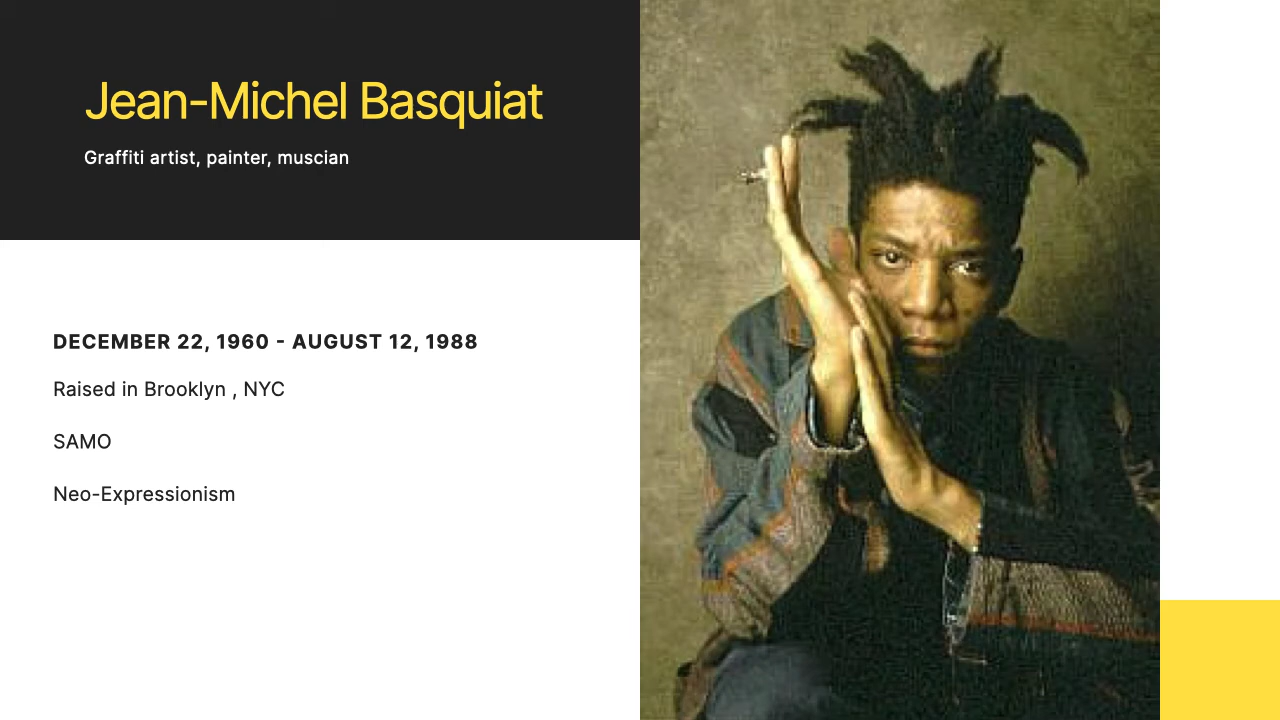 Jean-Michel Basquiat
Graffiti artist, painter, muscian
DECEMBER 22, 1960 - AUGUST 12, 1988
Raised in Brooklyn , NYC
SAMO
Neo-Expressionism